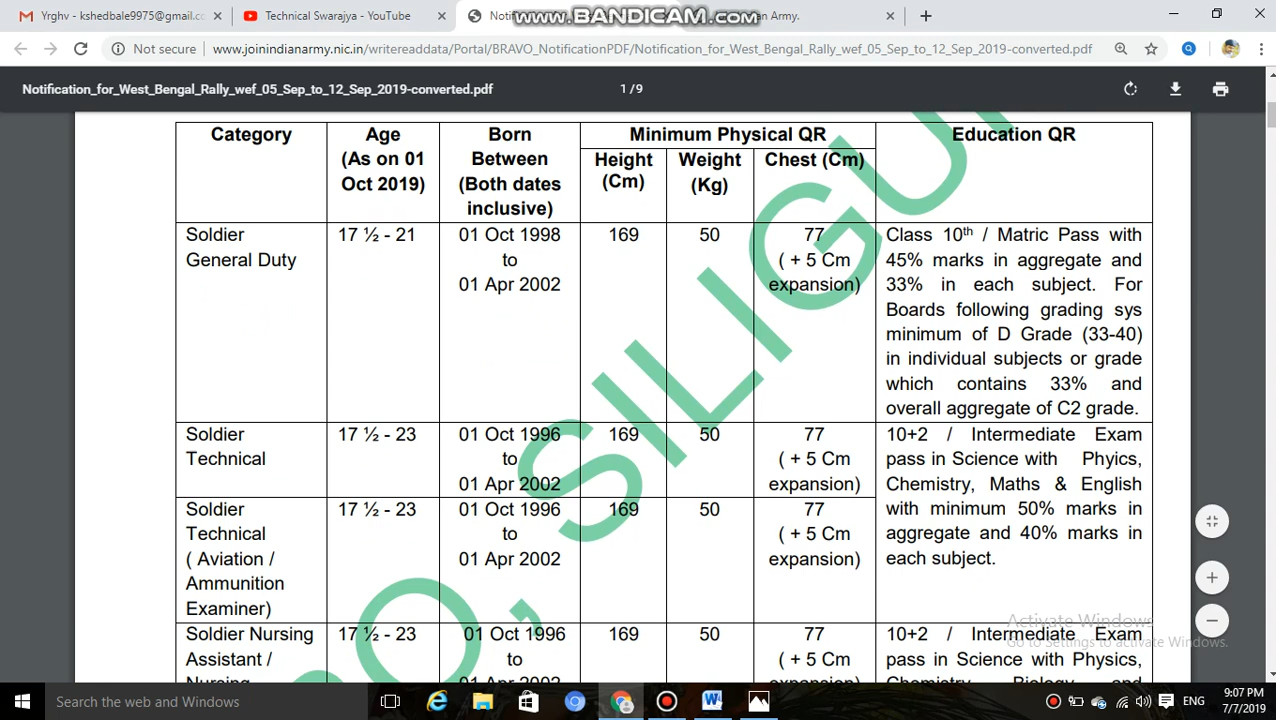 Yrghv - kshedbale9975@gmail.co
Technical Swarajya - YouTube
www.BANDICAM.com
an Army.
Not secure
www.joinindianarmy.nic.in/writereaddata/Portal/BRAVO_NotificationPDF/Notification_for_West_Bengal_Rally_wef_05_Sep_to_12_Sep_2019-converted.pdf
Notification_for_West_Bengal_Rally_wef_05_Sep_to_12_Sep_2019-converted.pdf
1 / 9
Category
Age
(As on 01
Oct 2019)
Born
Between
(Both dates
inclusive)
Minimum Physical QR
Height
(Cm)
Weight
(Kg)
Chest (Cm)
Education QR
Soldier
General Duty
17 ½ - 21
01 Oct 1998
to
01 Apr 2002
169
50
77
( + 5 Cm
expansion)
Class 10th / Matric Pass with
45% marks in aggregate and
33% in each subject. For
Boards following grading sys
minimum of D Grade (33-40)
in individual subjects or grade
which contains 33% and
overall aggregate of C2 grade.
Soldier
Technical
17 ½ - 23
01 Oct 1996
to
01 Apr 2002
169
50
77
( + 5 Cm
expansion)
10+2 / Intermediate Exam
pass in Science with Phyics,
Chemistry, Maths & English
with minimum 50% marks in
aggregate and 40% marks in
each subject.
Soldier
Technical
( Aviation /
Ammunition
Examiner)
17 ½ - 23
01 Oct 1996
to
01 Apr 2002
169
50
77
( + 5 Cm
expansion)
Soldier Nursing
Assistant /
17 ½ - 23
01 Oct 1996
to
169
50
77
( + 5 Cm
10+2 / Intermediate Exam
pass in Science with Physics,
O, SILIGU
Activate Windows
Go to Settings to activate Windows.
Search the web and Windows
ENG
9:07 PM
7/7/2019